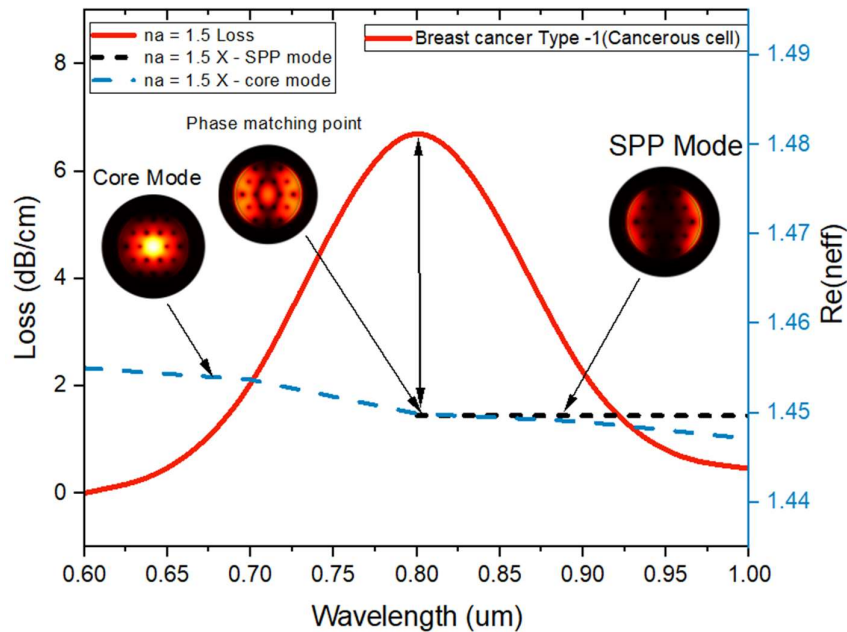 na = 1.5 Loss
na = 1.5 X - SPP mode
na = 1.5 X - core mode
Breast cancer Type -1(Cancerous cell)
Phase matching point
Core Mode
SPP Mode
Loss (dB/cm)
8
6
4
2
0
1.49
1.48
1.47
1.46
1.450
1.44
Re(neff)
0.60
0.65
0.70
0.75
0.80
0.85
0.90
0.95
1.00
Wavelength (um)